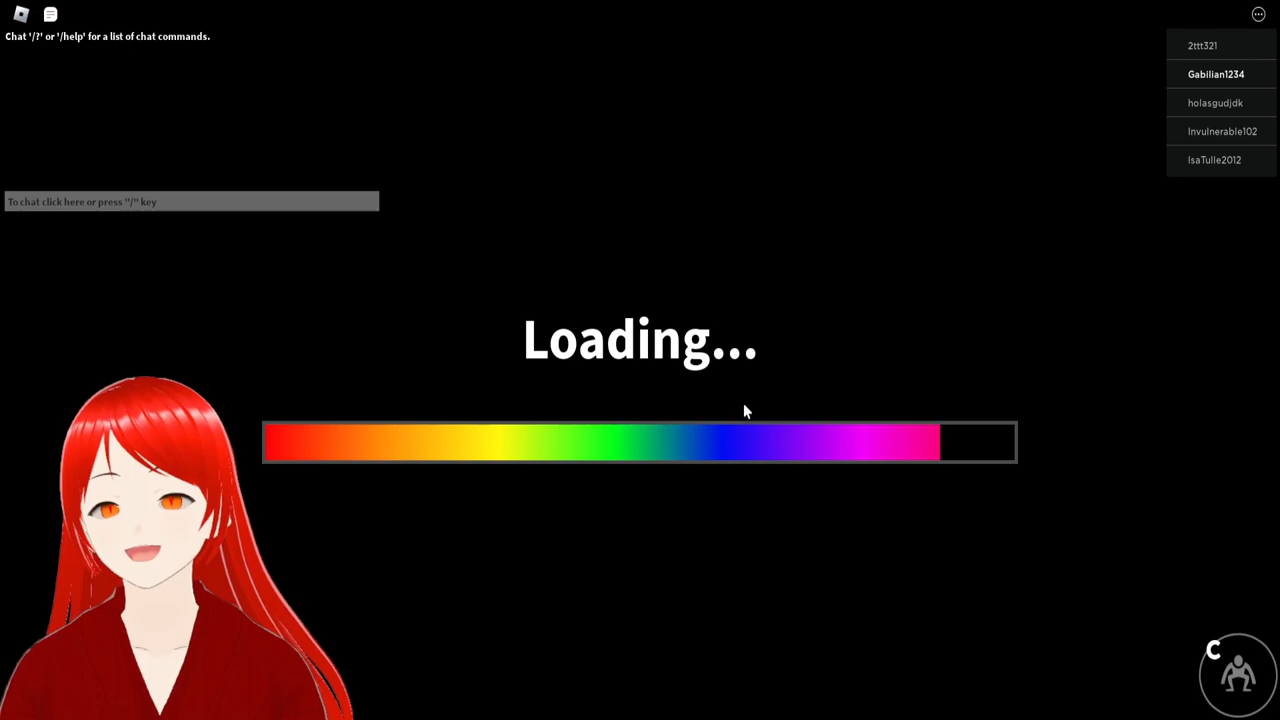 Chat '/?' or '/help' for a list of chat commands.
2ttt321
Gabilian1234
holasgudjdk
Invulnerable102
IsaTulle2012
To chat click here or press "/" key
Loading...
C